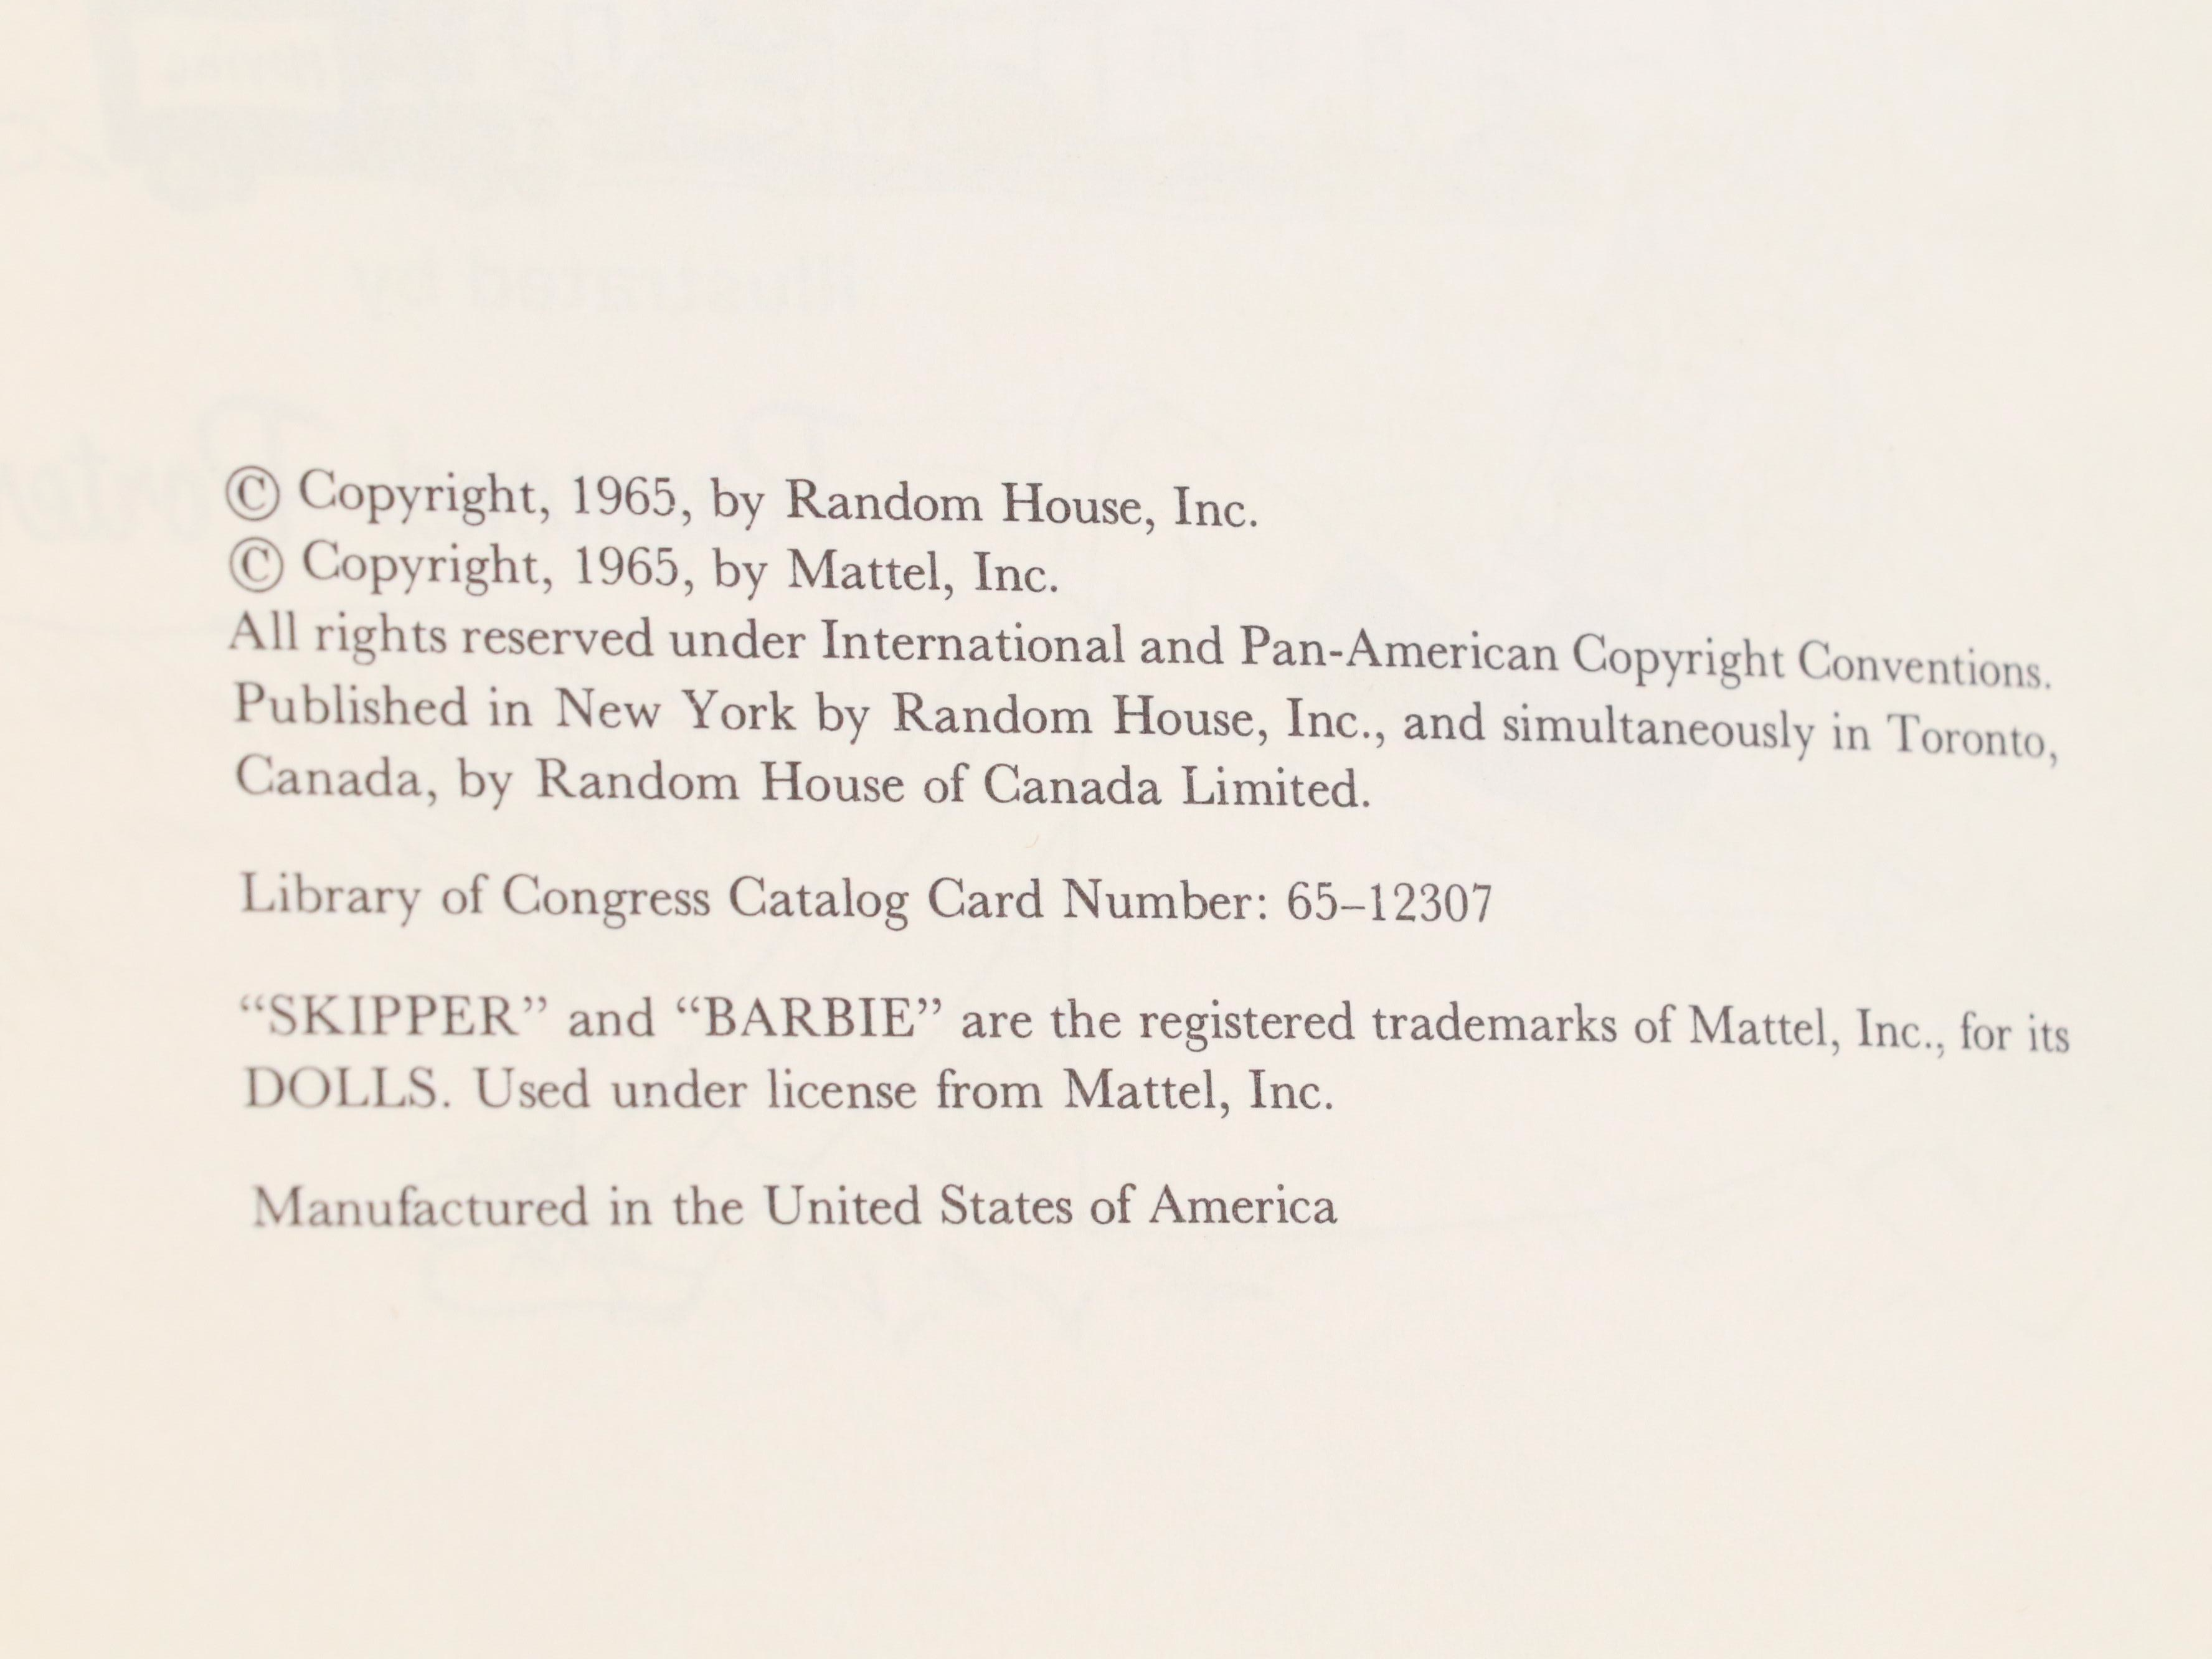 illustrated by
© Copyright, 1965, by Random House, Inc.
© Copyright, 1965, by Mattel, Inc.
All rights reserved under International and Pan-American Copyright Conventions.
Published in New York by Random House, Inc., and simultaneously in Toronto,
Canada, by Random House of Canada Limited.
Library of Congress Catalog Card Number: 65–12307
“SKIPPER” and “BARBIE” are the registered trademarks of Mattel, Inc., for its
DOLLS. Used under license from Mattel, Inc.
Manufactured in the United States of America